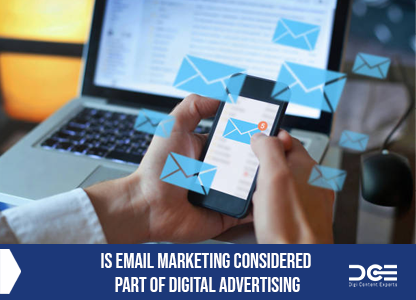 IS EMAIL MARKETING CONSIDERED
PART OF DIGITAL ADVERTISING
DCE
Digi Content Experts